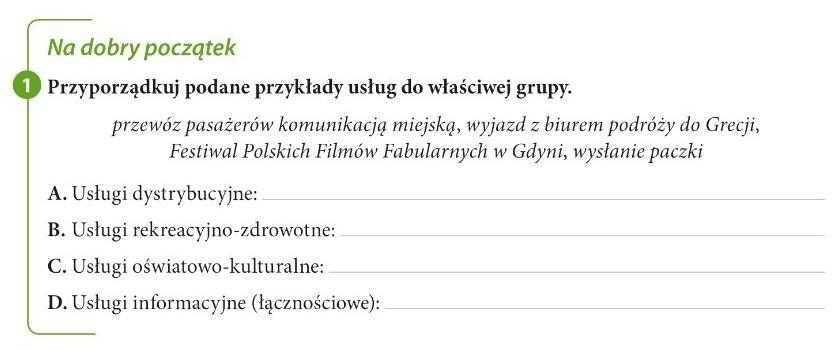 Na dobry początek
1 Przyporządkuj podane przykłady usług do właściwej grupy.
przewóz pasażerów komunikacją miejską, wyjazd z biurem podróży do Grecji,
Festiwal Polskich Filmów Fabularnych w Gdyni, wysłanie paczki
A. Usługi dystrybucyjne:
B. Usługi rekreacyjno-zdrowotne:
C. Usługi oświatowo-kulturalne:
D. Usługi informacyjne (łącznościowe):